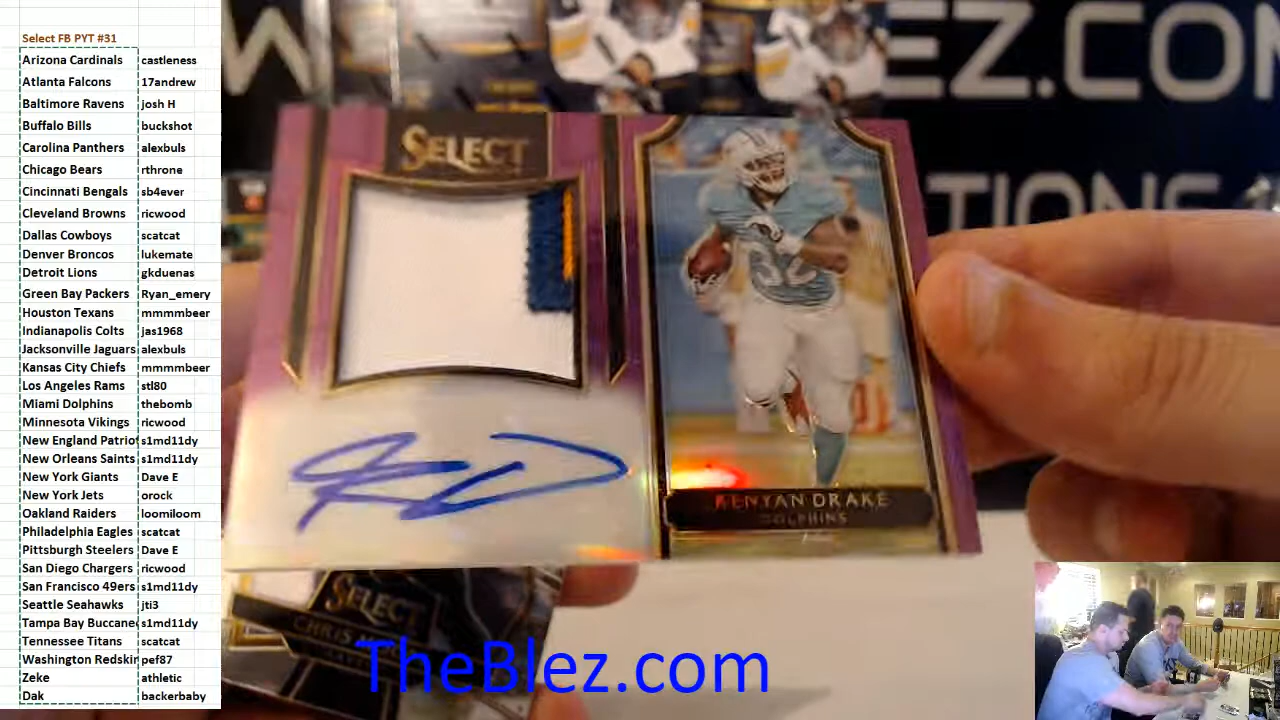 Select FB PYT #31
Arizona Cardinals castleness
Atlanta Falcons 17andrew
Baltimore Ravens josh H
Buffalo Bills buckshot
Carolina Panthers alexbuls
Chicago Bears rthrone
Cincinnati Bengals sb4ever
Cleveland Browns ricwood
Dallas Cowboys scatcat
Denver Broncos lukemate
Detroit Lions gkduenas
Green Bay Packers Ryan_emery
Houston Texans mmmmbeer
Indianapolis Colts jas1968
Jacksonville Jaguars alexbuls
Kansas City Chiefs mmmmbeer
Los Angeles Rams stl80
Miami Dolphins thebomb
Minnesota Vikings ricwood
New England Patriot s1md11dy
New Orleans Saints s1md11dy
New York Giants Dave E
New York Jets orock
Oakland Raiders loomiloom
Philadelphia Eagles scatcat
Pittsburgh Steelers Dave E
San Diego Chargers ricwood
San Francisco 49ers s1md11dy
Seattle Seahawks jti3
Tampa Bay Buccanee s1md11dy
Tennessee Titans scatcat
Washington Redskin pef87
Zeke athletic
Dak backerbaby
EZ.CO
TIONS
SELECT
32
KENYAN DRAKE
DOLPHINS
SELECT
CHRIS
TheBlez.com